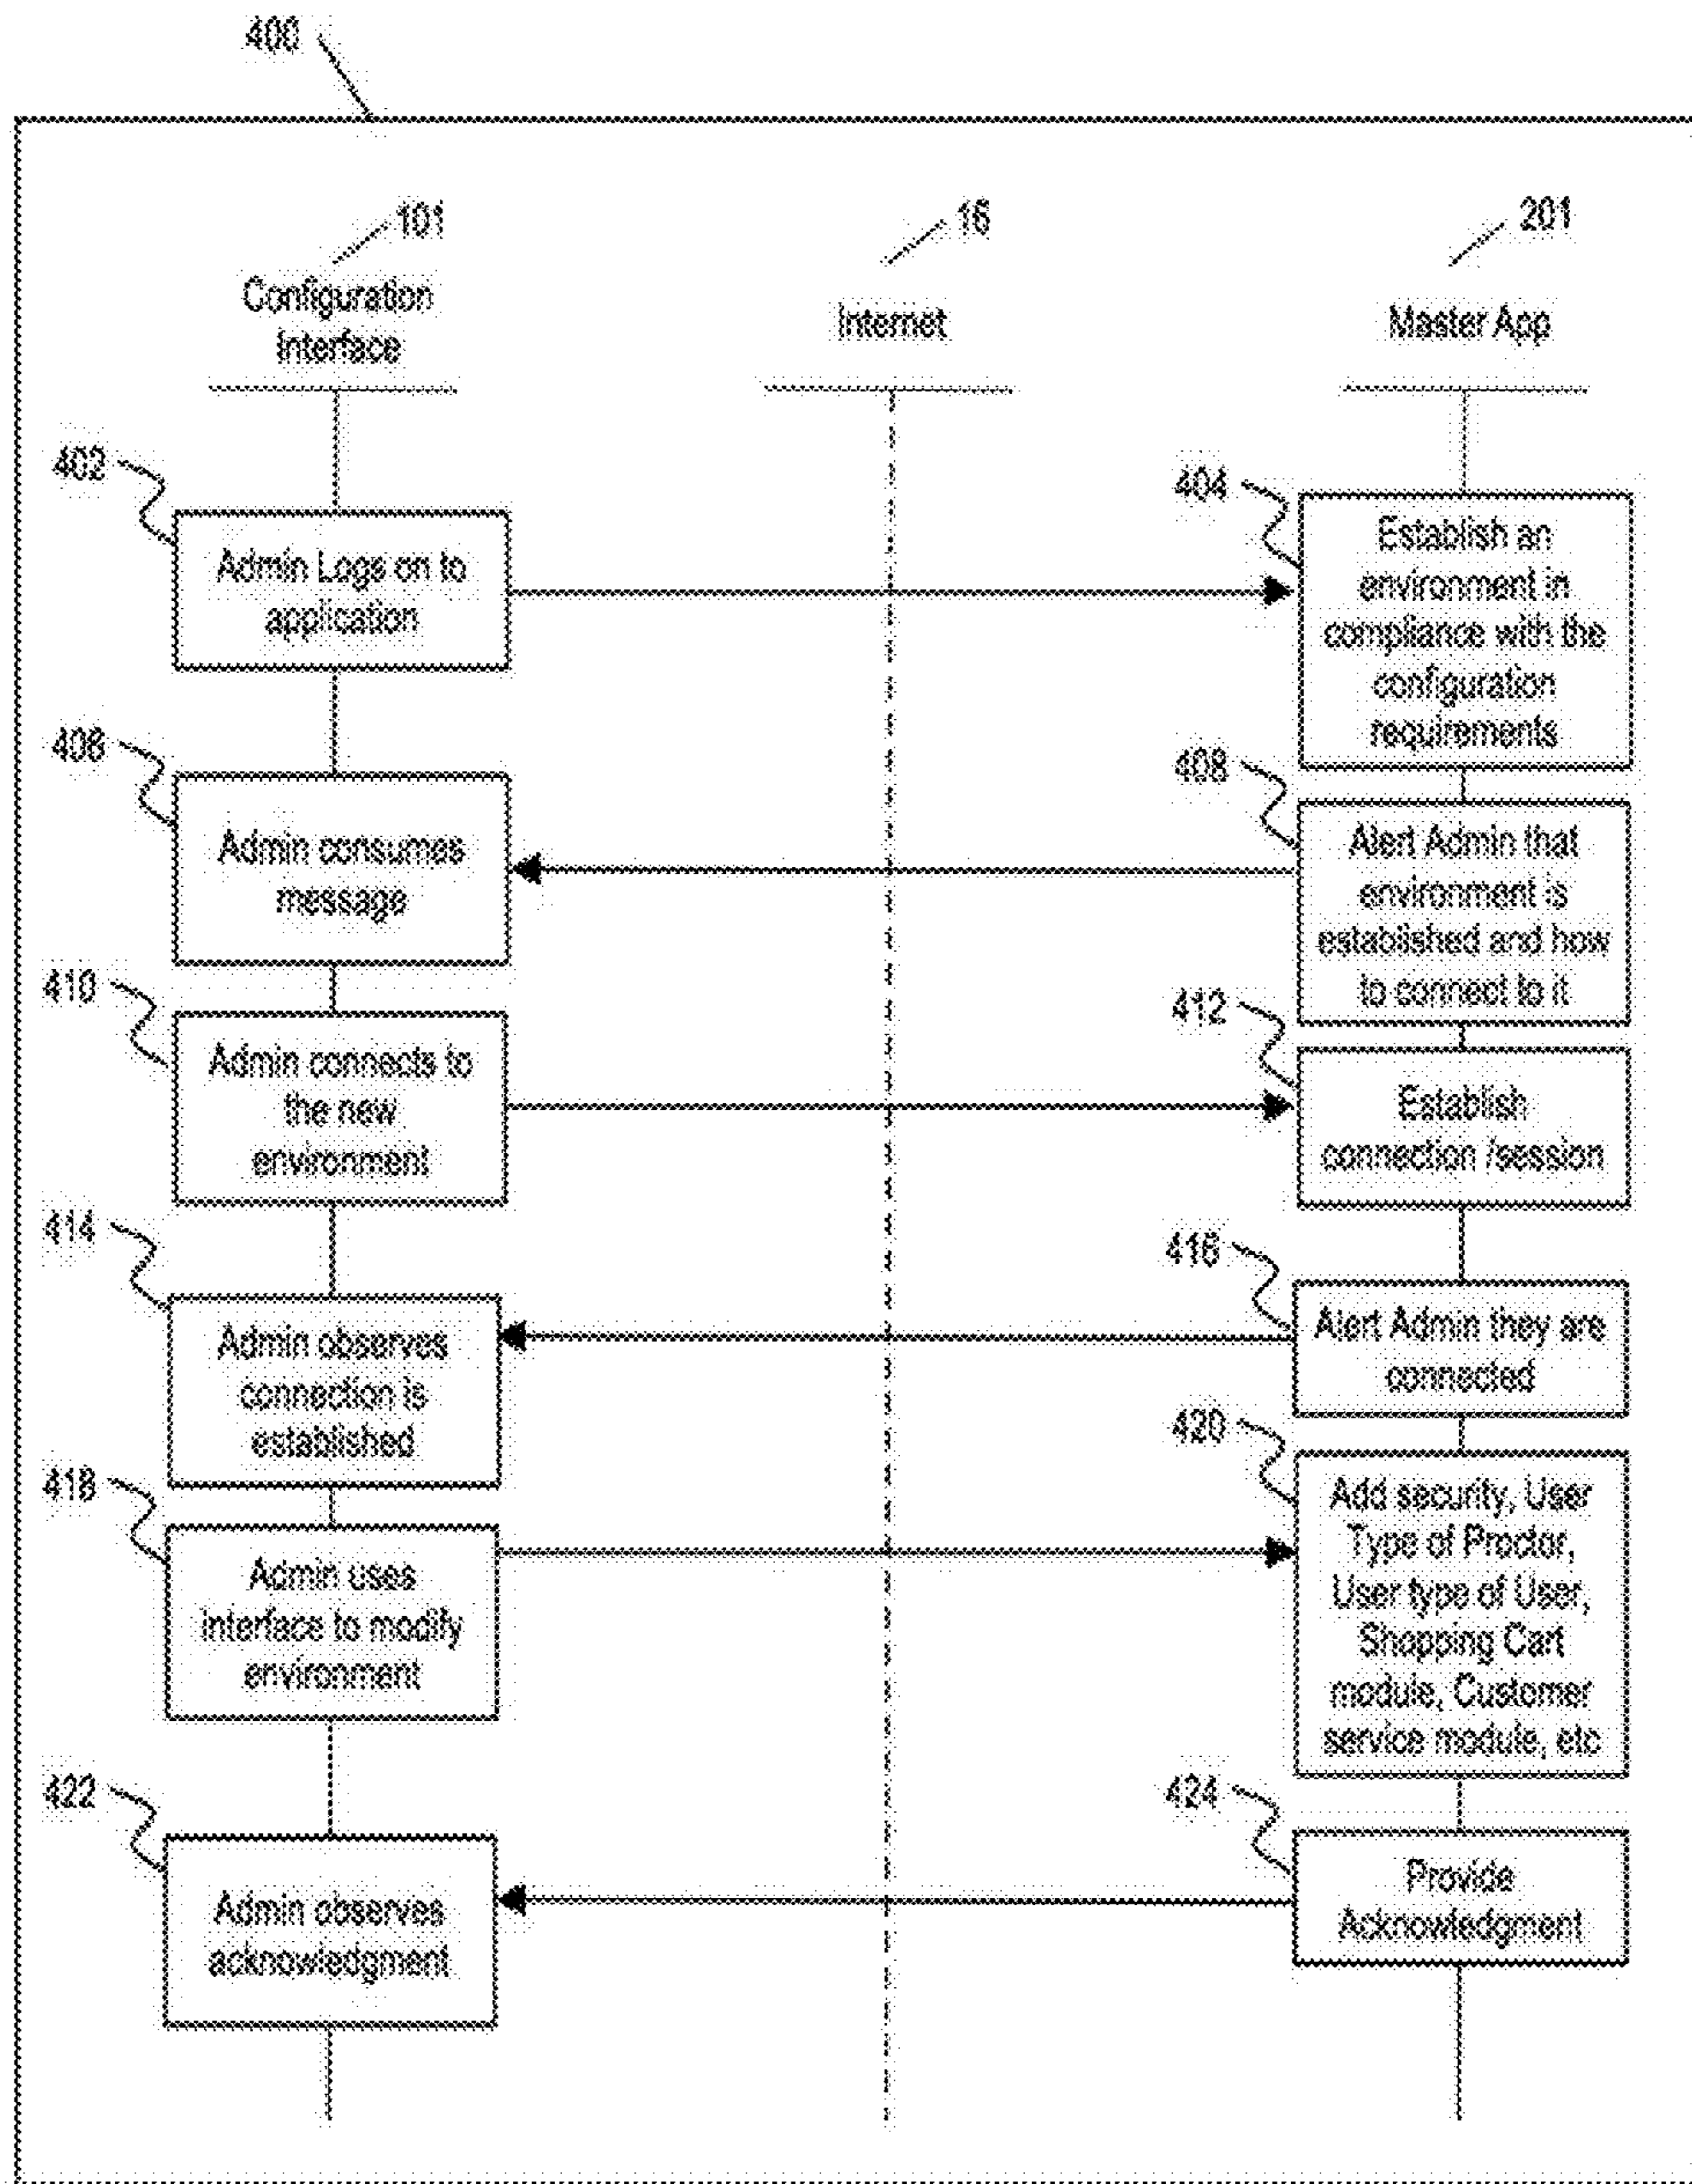 400
101
16
201
Configuration
Interface
Internet
Master App
402
Admin Logs on to
application
404
Establish an
environment in
compliance with the
configuration
requirements
406
Admin consumes
message
408
Alert Admin that
environment is
established and how
to connect to it
410
Admin connects to
the new
environment
412
Establish
connection /session
414
Admin observes
connection is
established
416
Alert Admin they are
connected
418
Admin uses
interface to modify
environment
420
Add security, User
Type of Proctor,
User type of User,
Shopping Cart
module, Customer
service module, etc
422
Admin observes
acknowledgment
424
Provide
Acknowledgment